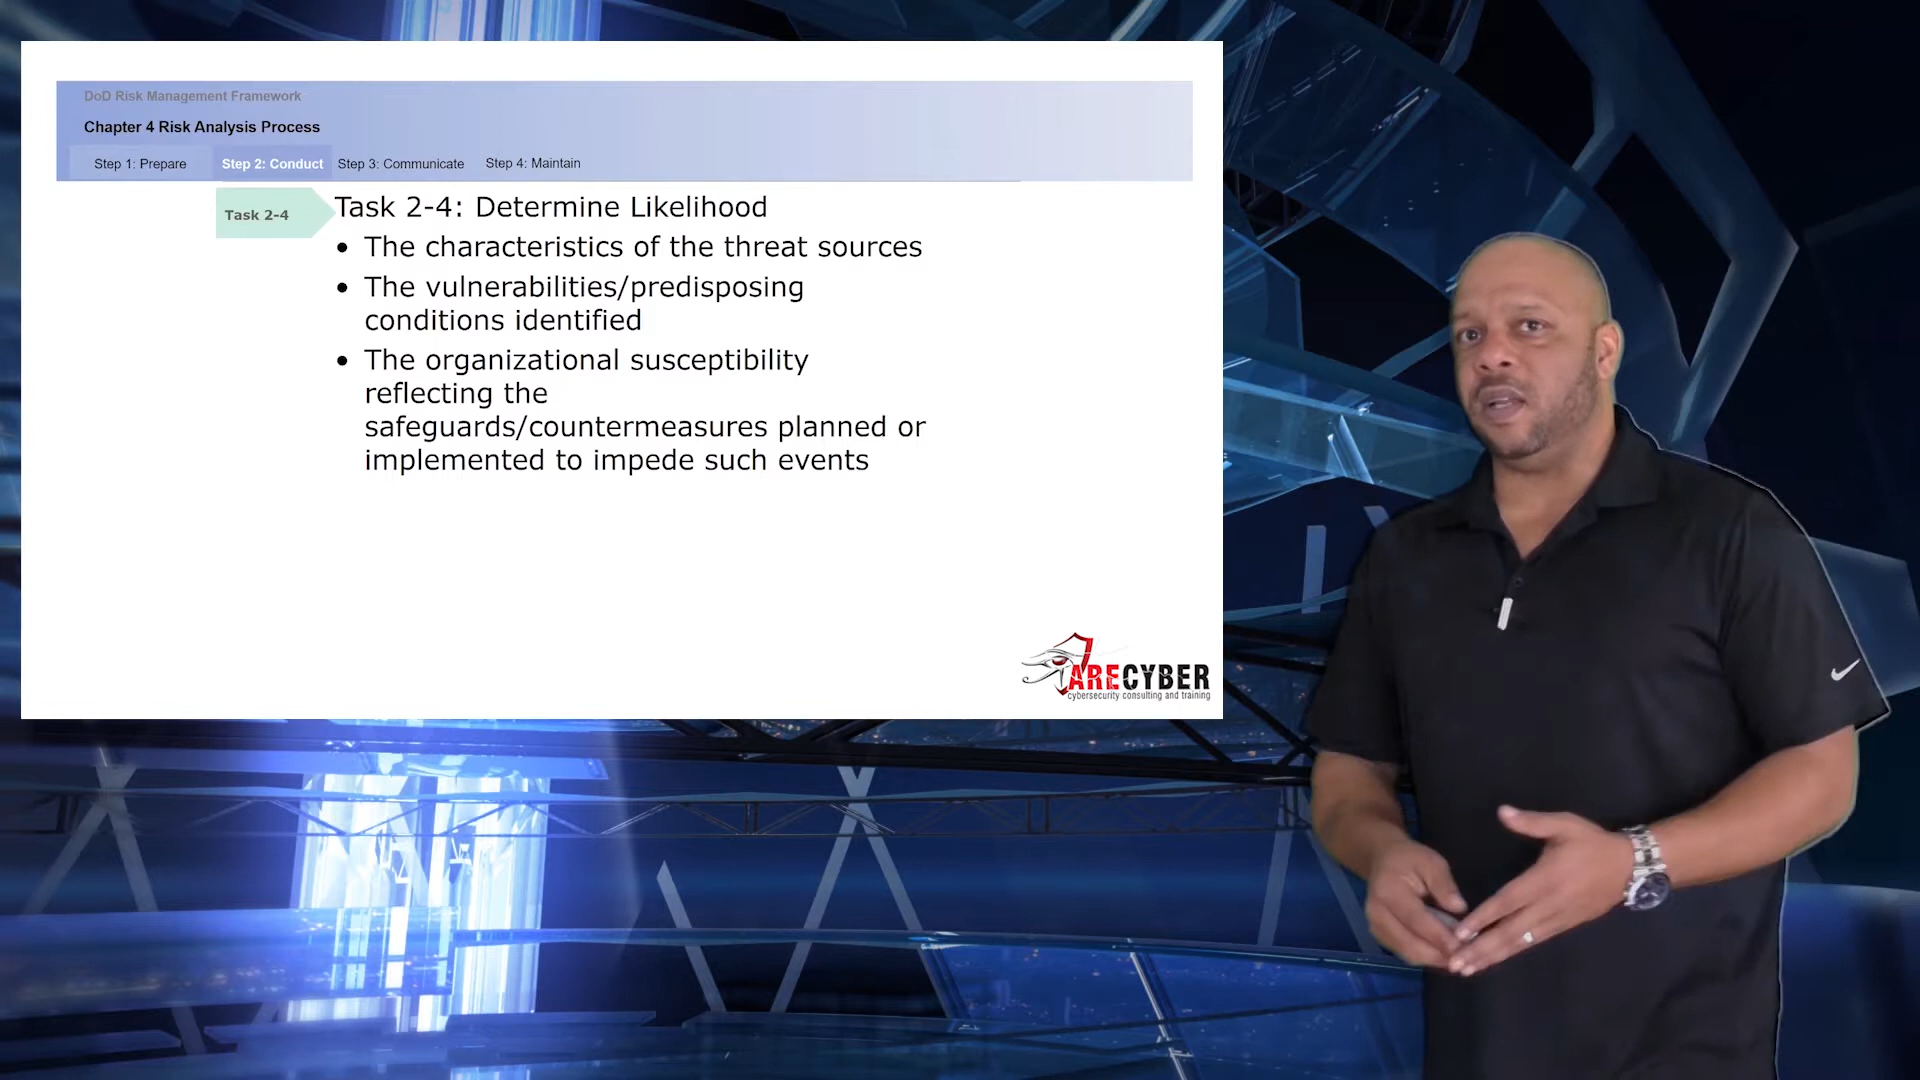 DoD Risk Management Framework
Chapter 4 Risk Analysis Process
Step 1: Prepare Step 2: Conduct Step 3: Communicate Step 4: Maintain
Task 2-4
Task 2-4: Determine Likelihood
• The characteristics of the threat sources
• The vulnerabilities/predisposing
conditions identified
• The organizational susceptibility
reflecting the
safeguards/countermeasures planned or
implemented to impede such events
ARECYBER
cybersecurity consulting and training